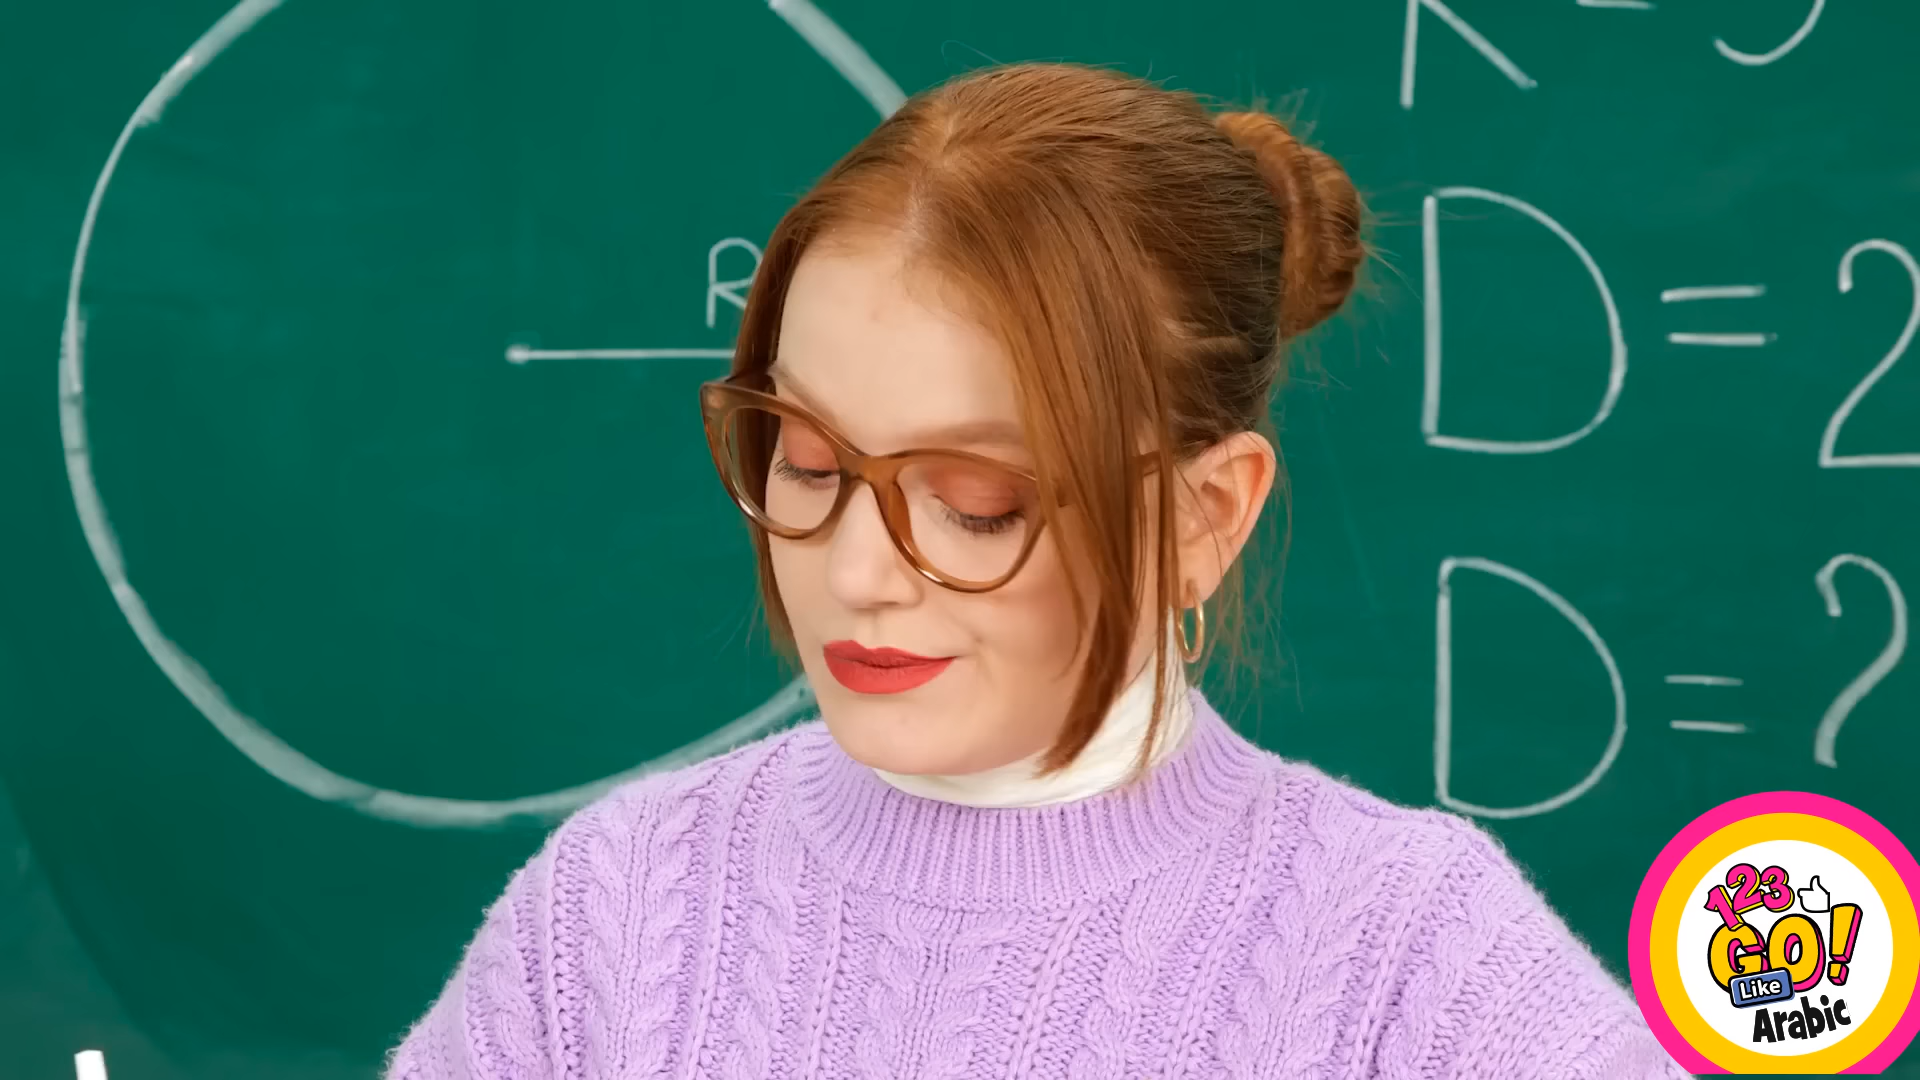 R
D = 2
D = ?
123
GO!
Like
Arabic